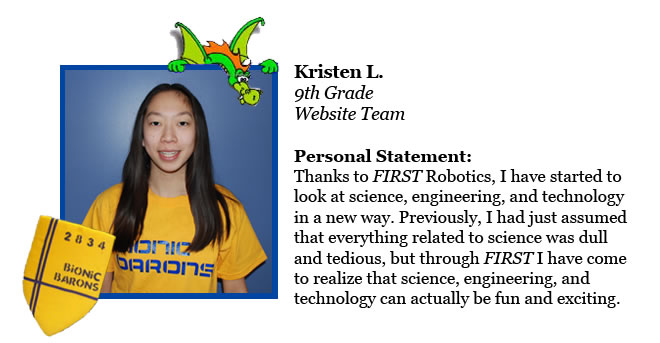 Kristen L.
9th Grade
Website Team
Personal Statement:
Thanks to FIRST Robotics, I have started to
look at science, engineering, and technology
in a new way. Previously, I had just assumed
that everything related to science was dull
and tedious, but through FIRST I have come
to realize that science, engineering, and
technology can actually be fun and exciting.
IONIC
BARONS
2834
BiONiC
BARONS